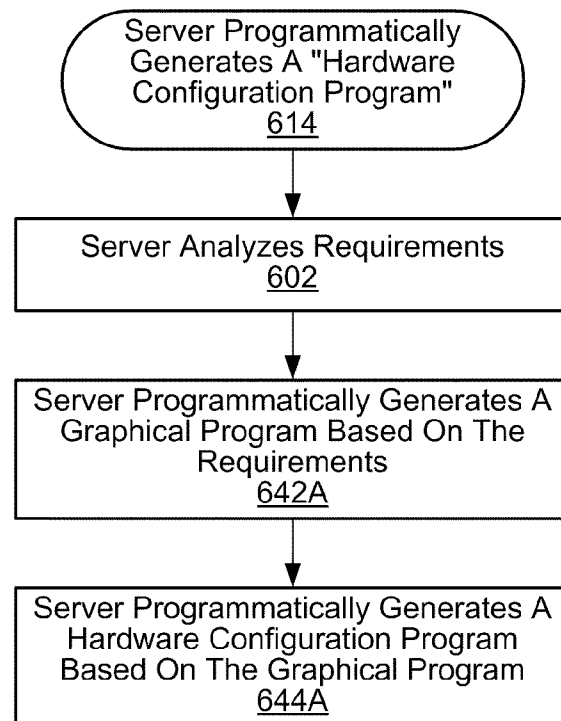 Server Programmatically
Generates A "Hardware
Configuration Program"
614
Server Analyzes Requirements
602
Server Programmatically Generates A
Graphical Program Based On The
Requirements
642A
Server Programmatically Generates A
Hardware Configuration Program
Based On The Graphical Program
644A